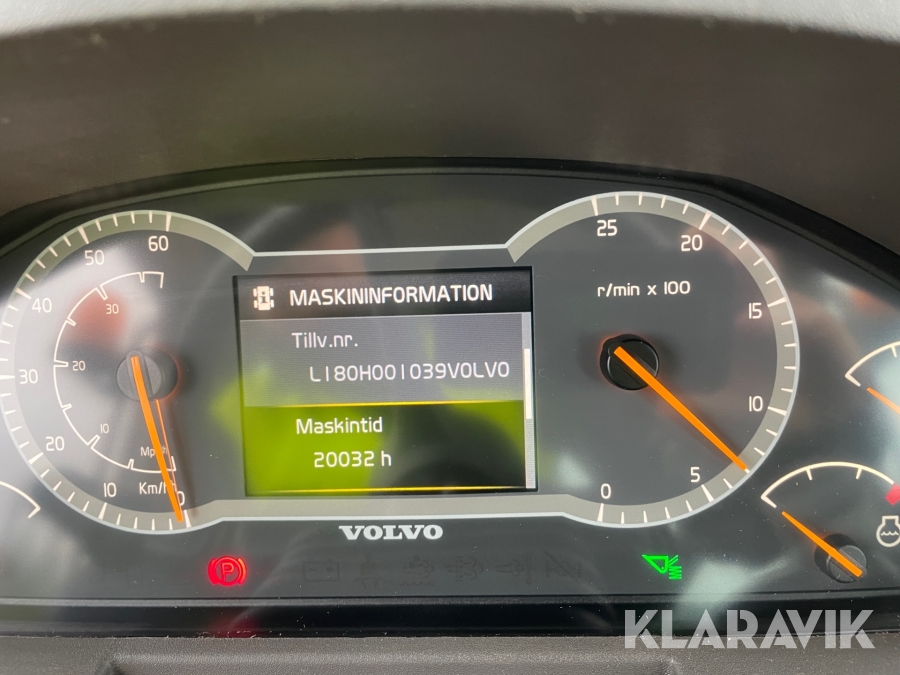 60
50
40
30
20
10
0
30
20
10
Km/h
MASKININFORMATION
Tillv.nr.
L180H001039VOLVO
Maskintid
20032 h
25
20
r/min x 100
15
10
5
0
VOLVO
P
KLARAVIK